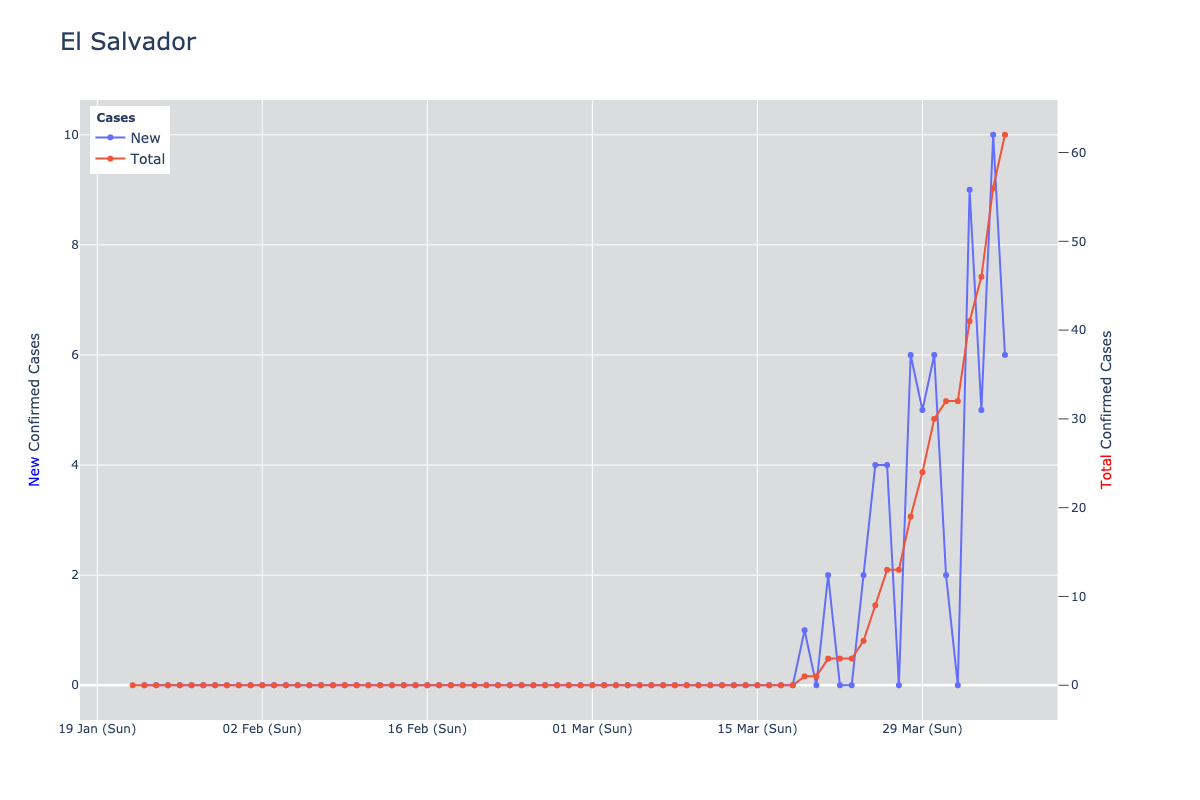 El Salvador
Cases
New
Total
10
8
6
4
2
0
60
50
40
30
20
10
0
New Confirmed Cases
Total Confirmed Cases
19 Jan (Sun)
02 Feb (Sun)
16 Feb (Sun)
01 Mar (Sun)
15 Mar (Sun)
29 Mar (Sun)